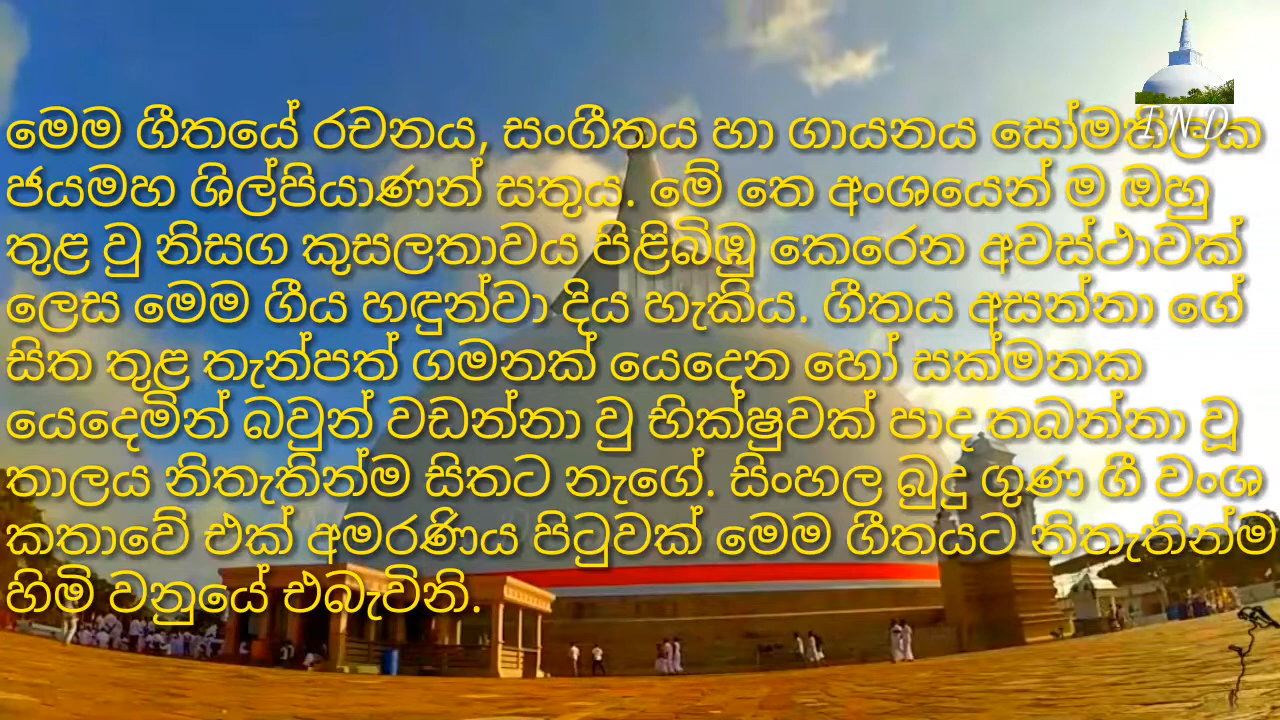 මෙම ගීතයේ රචනය, සංගීතය හා ගායනය සෝමතිලක
ජයමහ ශිල්පියාණන් සතුය. මේ තෙ අංශයෙන් ම ඔහු
තුළ වු නිසග කුසලතාවය පිළිබිඹු කෙරෙන අවස්ථාවක්
ලෙස මෙම ගීය හඳුන්වා දිය හැකිය. ගීතය අසන්නා ගේ
සිත තුළ තැන්පත් ගමනක් යෙදෙන හෝ සක්මනක
යෙදෙමින් බවුන් වඩන්නා වු භික්ෂුවක් පාද තබන්නා වූ
තාලය නිතැතින්ම සිතට නැගේ. සිංහල බුදු ගුණ ගී වංශ
කතාවේ එක් අමරණිය පිටුවක් මෙම ගීතයට නිතැතින්ම
හිමි වනුයේ එබැවිනි.
T.N.D.